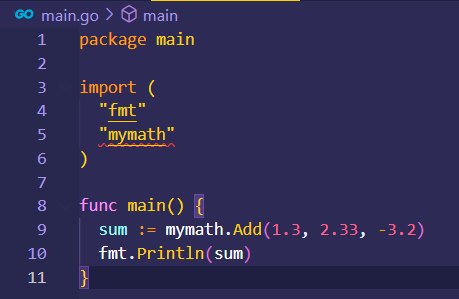 GO main.go > main
1 package main
2
3 import (
4   "fmt"
5   "mymath"
6 )
7
8 func main() {
9   sum := mymath.Add(1.3, 2.33, -3.2)
10   fmt.Println(sum)
11 }